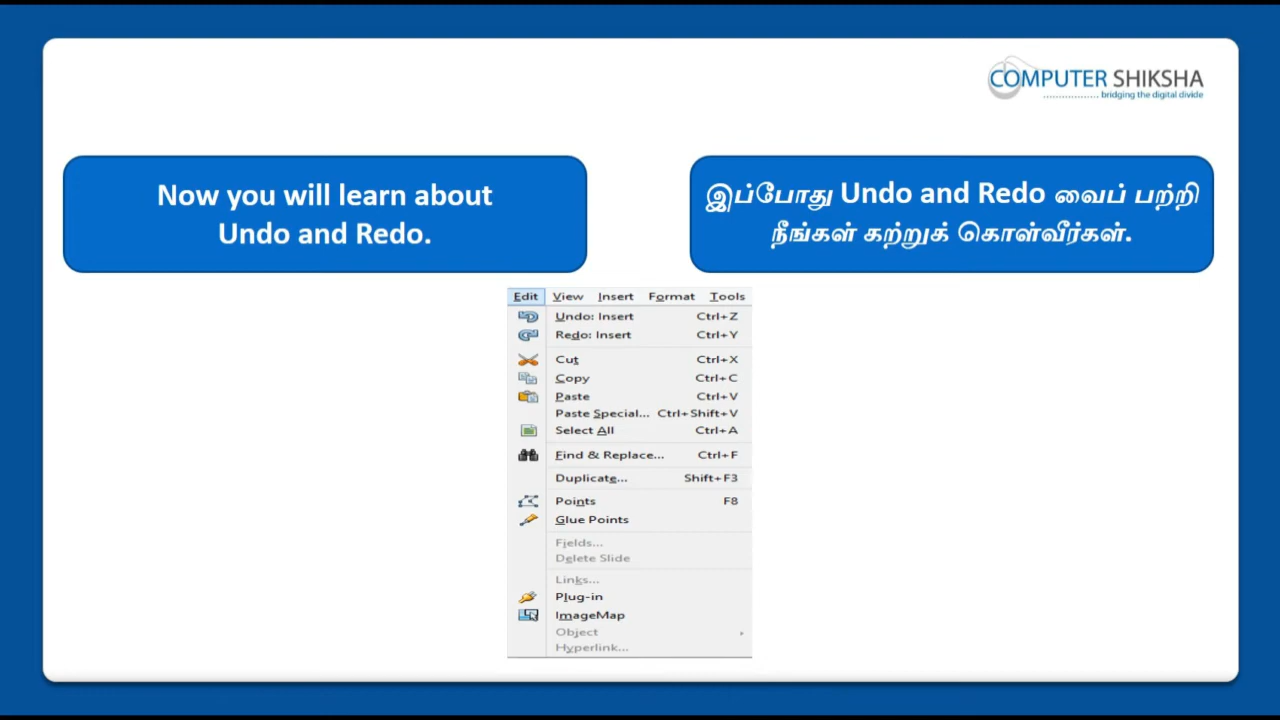 COMPUTER SHIKSHA
bridging the digital divide
Now you will learn about
Undo and Redo.
இப்போது Undo and Redo வைப் பற்றி
நீங்கள் கற்றுக் கொள்வீர்கள்.
Edit View Insert Format Tools
Undo: Insert Ctrl+Z
Redo: Insert Ctrl+Y
Cut Ctrl+X
Copy Ctrl+C
Paste Ctrl+V
Paste Special... Ctrl+Shift+V
Select All Ctrl+A
Find & Replace... Ctrl+F
Duplicate... Shift+F3
Points F8
Glue Points
Fields...
Delete Slide
Links...
Plug-in
ImageMap
Object
Hyperlink...